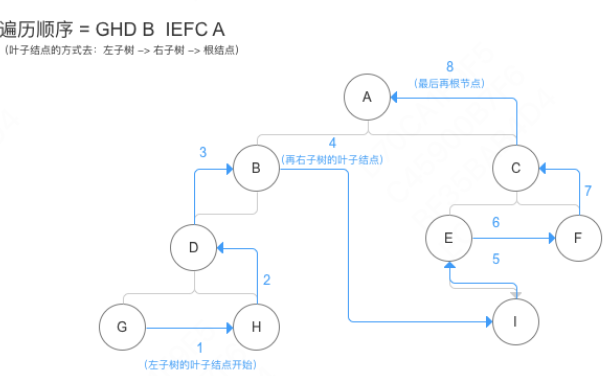 遍历顺序 = GHD B IEFC A
（叶子结点的方式去：左子树 –> 右子树 –> 根结点）
8
（最后再根节点）
A
3
4
（再右子树的叶子结点）
B
C
7
6
D
E
F
5
2
G
H
I
1
（左子树的叶子结点开始）